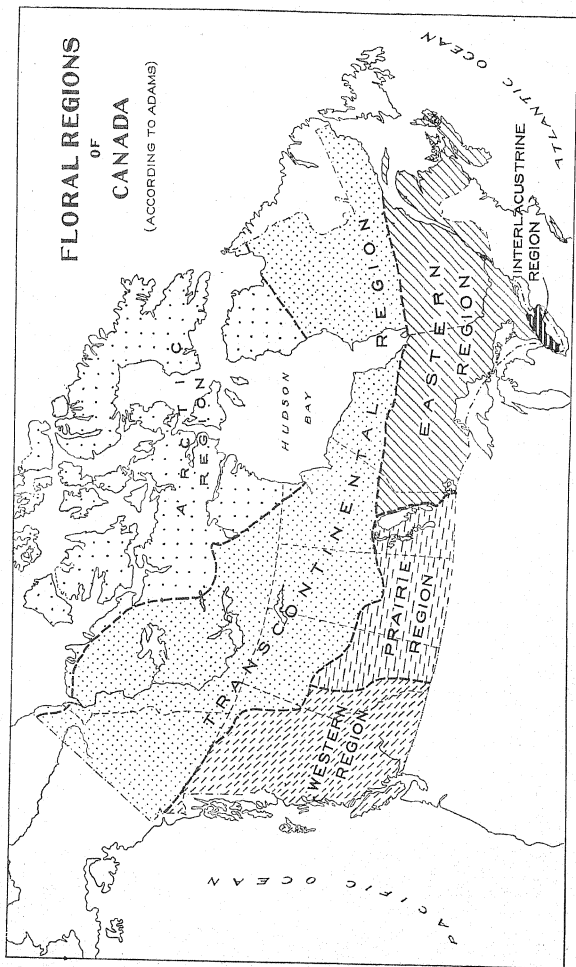 FLORAL REGIONS
OF
CANADA
(ACCORDING TO ADAMS)
ARCTIC
REGION
HUDSON
BAY
TRANSCONTINENTAL REGION
WESTERN
REGION
PRAIRIE
REGION
EASTERN
REGION
INTERLACUSTRINE
REGION
PACIFIC OCEAN
ATLANTIC OCEAN